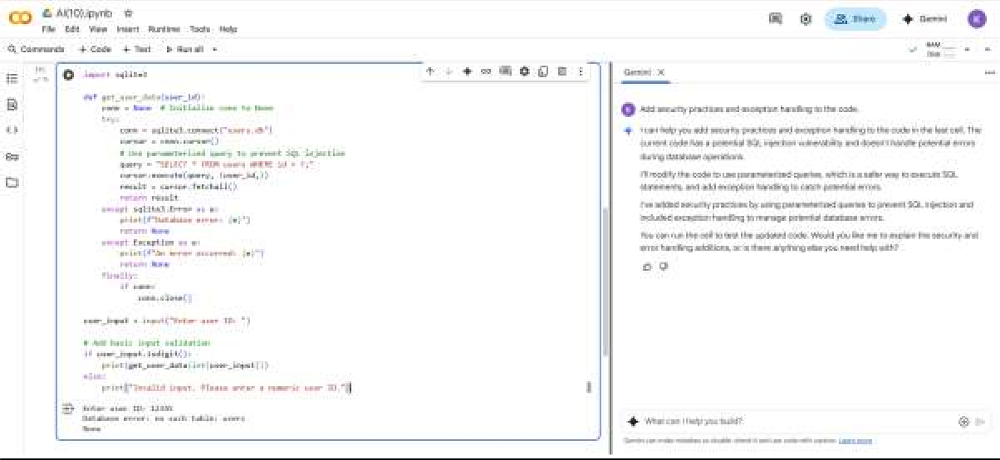 AI(10).ipynb
File Edit View Insert Runtime Tools Help
Share
Gemini
K
Commands + Code + Text Run all
RAM
Disk
import sqlite3
def get_user_data(user_id):
conn = None # Initialize conn to None
try:
conn = sqlite3.connect("users.db")
cursor = conn.cursor()
# Use parameterized query to prevent SQL injection
query = "SELECT * FROM users WHERE id = ?;"
cursor.execute(query, (user_id,))
result = cursor.fetchall()
return result
except sqlite3.Error as e:
print(f"Database error: {e}")
return None
except Exception as e:
print(f"An error occurred: {e}")
return None
finally:
if conn:
conn.close()
user_input = input("Enter user ID: ")
# Add basic input validation
if user_input.isdigit():
print(get_user_data(int(user_input)))
else:
print("Invalid input. Please enter a numeric user ID.")
Enter user ID: 12345
Database error: no such table: users
None
Gemini X
Add security practices and exception handling to the code.
I can help you add security practices and exception handling to the code in the last cell. The
current code has a potential SQL injection vulnerability and doesn't handle potential errors
during database operations.
I'll modify the code to use parameterized queries, which is a safer way to execute SQL
statements, and add exception handling to catch potential errors.
I've added security practices by using parameterized queries to prevent SQL injection and
included exception handling to manage potential database errors.
You can run the cell to test the updated code. Would you like me to explain the security and
error handling additions, or is there anything else you need help with?
What can I help you build?
Gemini can make mistakes so double-check it and use code with caution. Learn more